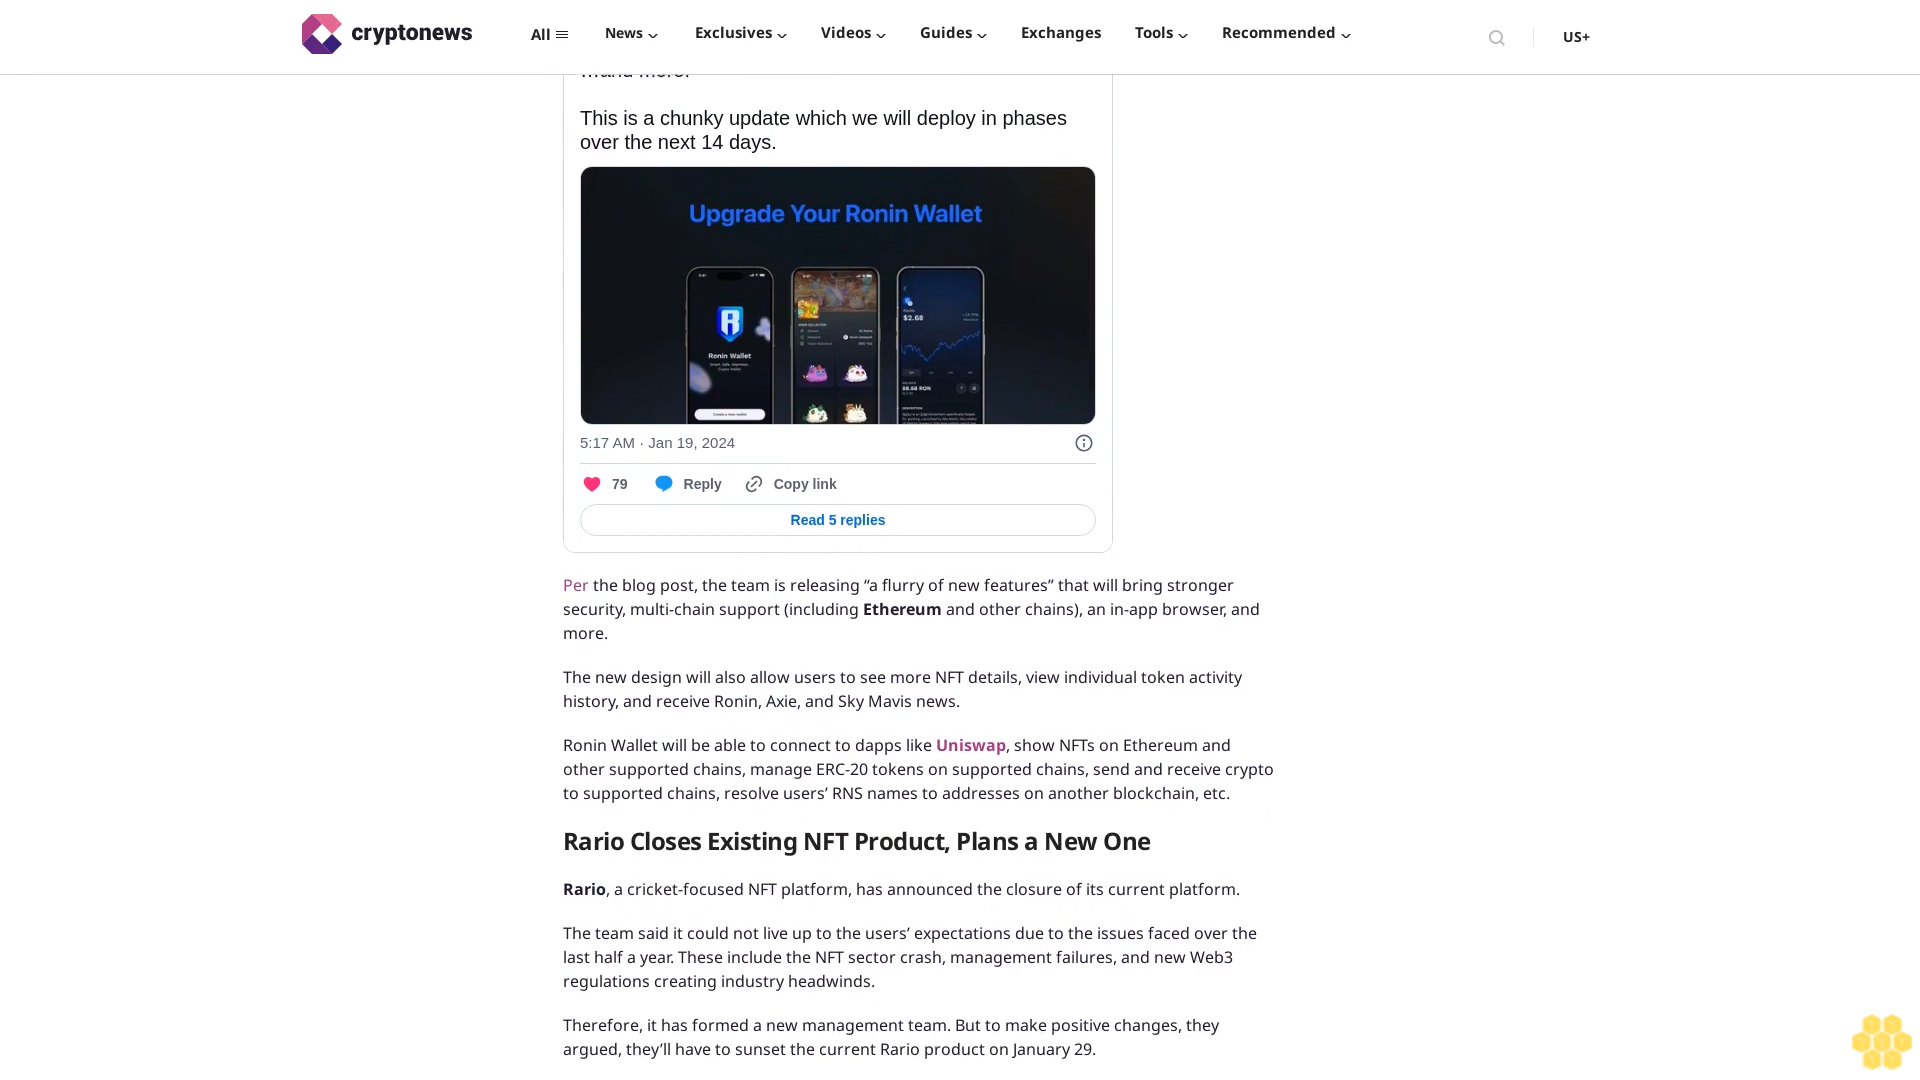 cryptonews
All
News
Exclusives
Videos
Guides
Exchanges
Tools
Recommended
US+
This is a chunky update which we will deploy in phases
over the next 14 days.
Upgrade Your Ronin Wallet
Ronin Wallet
Create a new wallet
$2.68
5:17 AM · Jan 19, 2024
79
Reply
Copy link
Read 5 replies
Per the blog post, the team is releasing “a flurry of new features” that will bring stronger
security, multi-chain support (including Ethereum and other chains), an in-app browser, and
more.
The new design will also allow users to see more NFT details, view individual token activity
history, and receive Ronin, Axie, and Sky Mavis news.
Ronin Wallet will be able to connect to dapps like Uniswap, show NFTs on Ethereum and
other supported chains, manage ERC-20 tokens on supported chains, send and receive crypto
to supported chains, resolve users’ RNS names to addresses on another blockchain, etc.
Rario Closes Existing NFT Product, Plans a New One
Rario, a cricket-focused NFT platform, has announced the closure of its current platform.
The team said it could not live up to the users’ expectations due to the issues faced over the
last half a year. These include the NFT sector crash, management failures, and new Web3
regulations creating industry headwinds.
Therefore, it has formed a new management team. But to make positive changes, they
argued, they’ll have to sunset the current Rario product on January 29.